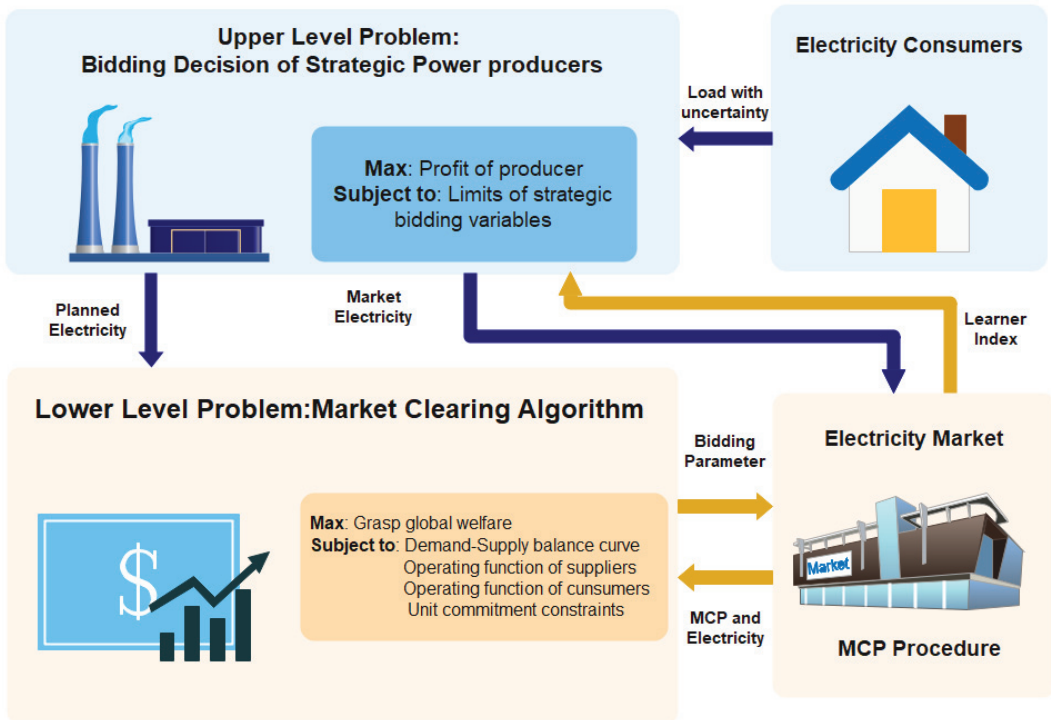 Upper Level Problem:
Bidding Decision of Strategic Power producers
Max: Profit of producer
Subject to: Limits of strategic
bidding variables
Load with
uncertainty
Electricity Consumers
Planned
Electricity
Market
Electricity
Learner
Index
Lower Level Problem:Market Clearing Algorithm
$
Max: Grasp global welfare
Subject to: Demand-Supply balance curve
Operating function of suppliers
Operating function of cunsumers
Unit commitment constraints
Bidding
Parameter
MCP and
Electricity
Electricity Market
Market
MCP Procedure